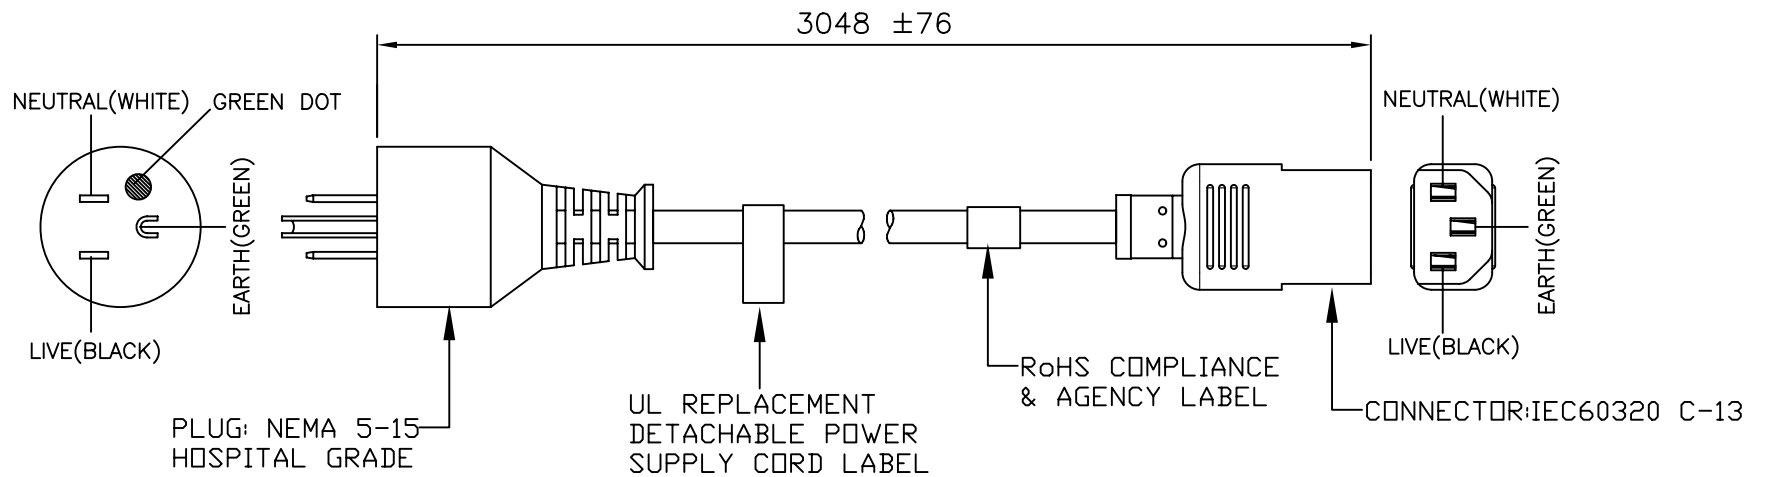 3048 ±76
NEUTRAL(WHITE)
GREEN DOT
EARTH(GREEN)
LIVE(BLACK)
NEUTRAL(WHITE)
EARTH(GREEN)
LIVE(BLACK)
PLUG: NEMA 5-15
HOSPITAL GRADE
UL REPLACEMENT
DETACHABLE POWER
SUPPLY CORD LABEL
RoHS COMPLIANCE
& AGENCY LABEL
CONNECTOR:IEC60320 C-13